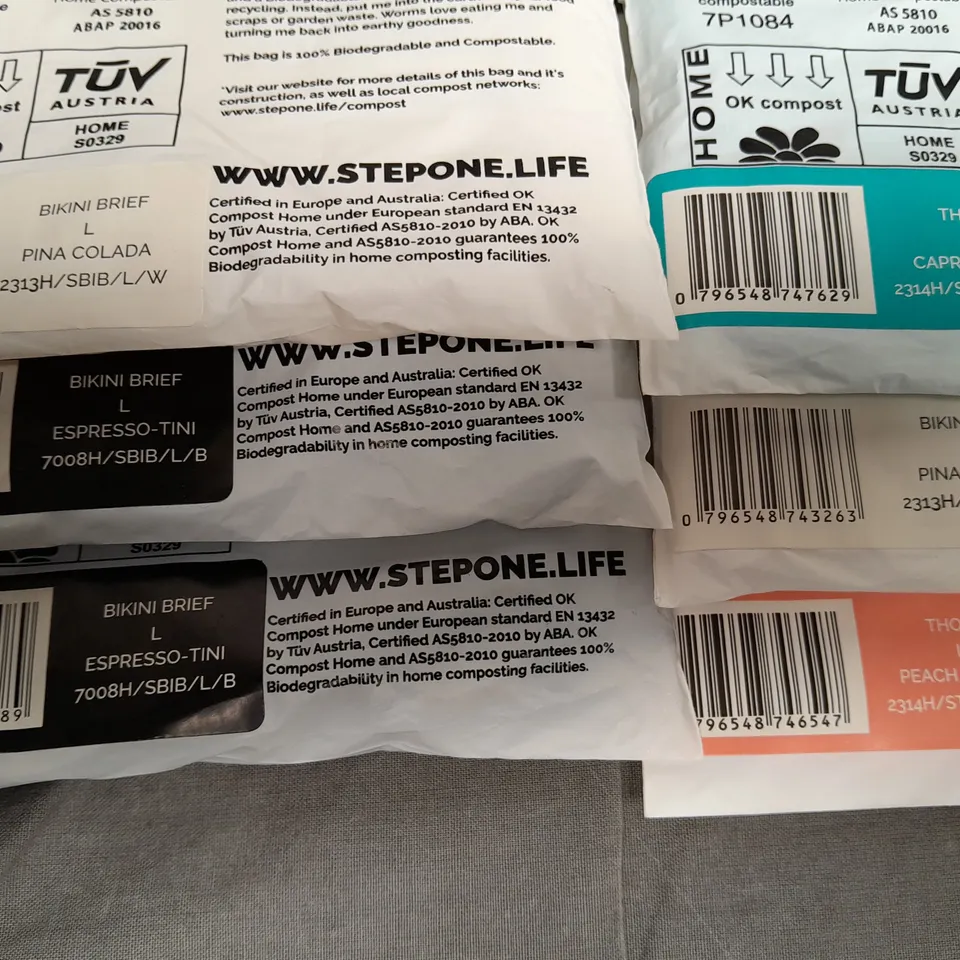 AS 5810
ABAP 20016
TÜV
AUSTRIA
HOME
S0329
recycling. Instead, put me into the
scraps or garden waste. Worms love eating me and
turning me back into earthy goodness.
This bag is 100% Biodegradable and Compostable.
*Visit our website for more details of this bag and it's
construction, as well as local compost networks:
www.stepone.life/compost
WWW.STEPONE.LIFE
Certified in Europe and Australia: Certified OK
Compost Home under European standard EN 13432
by Tüv Austria, Certified AS5810-2010 by ABA. OK
Compost Home and AS5810-2010 guarantees 100%
Biodegradability in home composting facilities.
BIKINI BRIEF
L
PINA COLADA
2313H/SBIB/L/W
compostable
7P1084
AS 5810
ABAP 20016
HOME
OK compost
TÜV
AUSTRIA
HOME
S0329
0 796548 747629
TH
CAPR
2314H/S
BIKINI BRIEF
L
ESPRESSO-TINI
7008H/SBIB/L/B
WWW.STEPONE.LIFE
Certified in Europe and Australia: Certified OK
Compost Home under European standard EN 13432
by Tüv Austria, Certified AS5810-2010 by ABA. OK
Compost Home and AS5810-2010 guarantees 100%
Biodegradability in home composting facilities.
0 796548 743263
BIKIN
PINA
2313H/
S0329
89
BIKINI BRIEF
L
ESPRESSO-TINI
7008H/SBIB/L/B
WWW.STEPONE.LIFE
Certified in Europe and Australia: Certified OK
Compost Home under European standard EN 13432
by Tüv Austria, Certified AS5810-2010 by ABA. OK
Compost Home and AS5810-2010 guarantees 100%
Biodegradability in home composting facilities.
796548 746547
THO
PEACH
2314H/ST